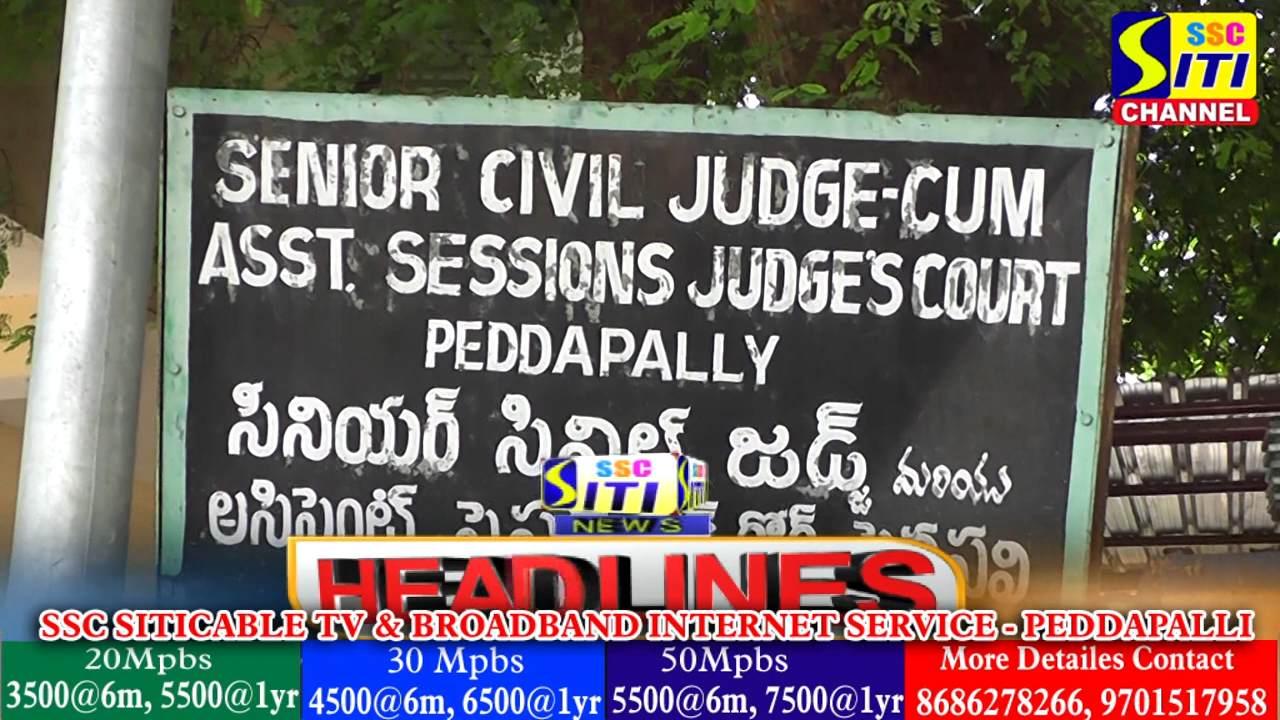 SSC
SITI
CHANNEL
SENIOR CIVIL JUDGE-CUM
ASST. SESSIONS JUDGE'S COURT
PEDDAPALLY
సీనియర్ సివిల్ జడ్జ్ మరియు
అసిస్టెంట్
SSC
SITI
NEWS
HEADLINES
SSC SITICABLE TV & BROADBAND INTERNET SERVICE - PEDDAPALLI
20Mpbs
3500@6m, 5500@1yr
30 Mpbs
4500@6m, 6500@1yr
50Mpbs
5500@6m, 7500@1yr
More Detailes Contact
8686278266, 9701517958